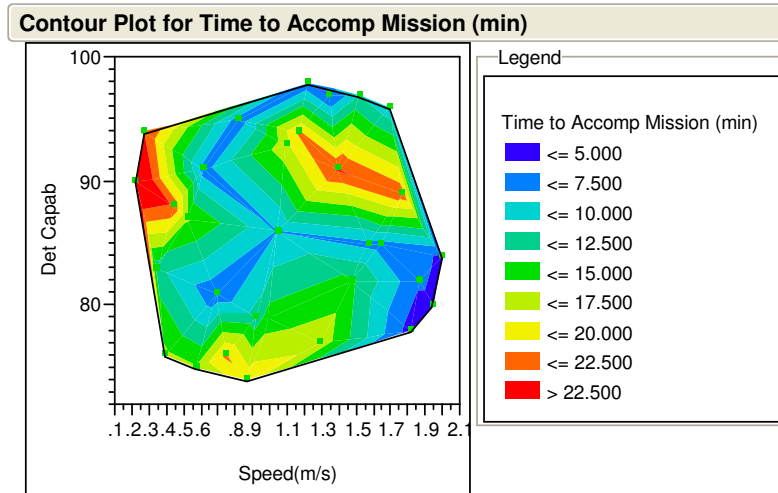 Contour Plot for Time to Accomp Mission (min)
100
90
80
Det Capab
.1.2.3.4.5.6 .8.9 1.1 1.3 1.5 1.7 1.9 2.1
Speed(m/s)
Legend
Time to Accomp Mission (min)
<= 5.000
<= 7.500
<= 10.000
<= 12.500
<= 15.000
<= 17.500
<= 20.000
<= 22.500
> 22.500